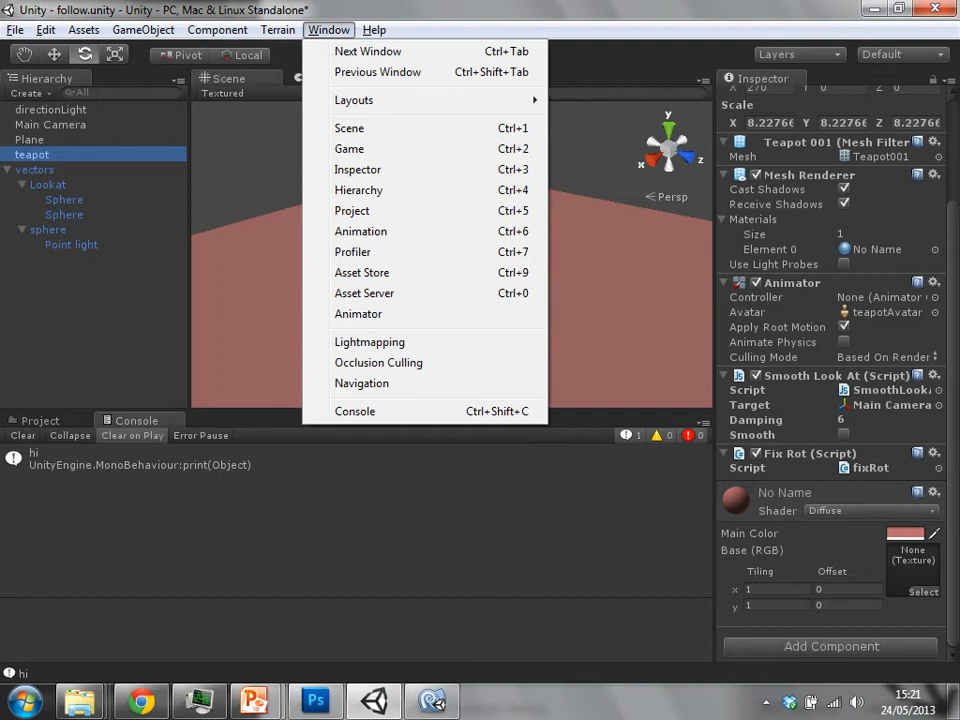 Unity - follow.unity - Unity - PC, Mac & Linux Standalone*
File Edit Assets GameObject Component Terrain Window Help
Pivot Local Layers Default
Hierarchy
Create All
directionLight
Main Camera
Plane
teapot
vectors
Lookat
Sphere
Sphere
sphere
Point light
Scene
Textured
y
x
z
Persp
Next Window Ctrl+Tab
Previous Window Ctrl+Shift+Tab
Layouts
Scene Ctrl+1
Game Ctrl+2
Inspector Ctrl+3
Hierarchy Ctrl+4
Project Ctrl+5
Animation Ctrl+6
Profiler Ctrl+7
Asset Store Ctrl+9
Asset Server Ctrl+0
Animator
Lightmapping
Occlusion Culling
Navigation
Console Ctrl+Shift+C
Inspector
X 270 Y 0 Z 0
Scale
X 8.22766 Y 8.22766 Z 8.22766
Teapot 001 (Mesh Filter
Mesh Teapot001
Mesh Renderer
Cast Shadows
Receive Shadows
Materials
Size 1
Element 0 No Name
Use Light Probes
Animator
Controller None (Animator
Avatar teapotAvatar
Apply Root Motion
Animate Physics
Culling Mode Based On Render
Smooth Look At (Script)
Script SmoothLook
Target Main Camera
Damping 6
Smooth
Fix Rot (Script)
Script fixRot
No Name
Shader Diffuse
Main Color
Base (RGB)
None
(Texture)
Tiling Offset
x 1 0
y 1 0
Select
Add Component
Project Console
Clear Collapse Clear on Play Error Pause 1 0 0
hi
UnityEngine.MonoBehaviour:print(Object)
hi
Ps
15:21
24/05/2013